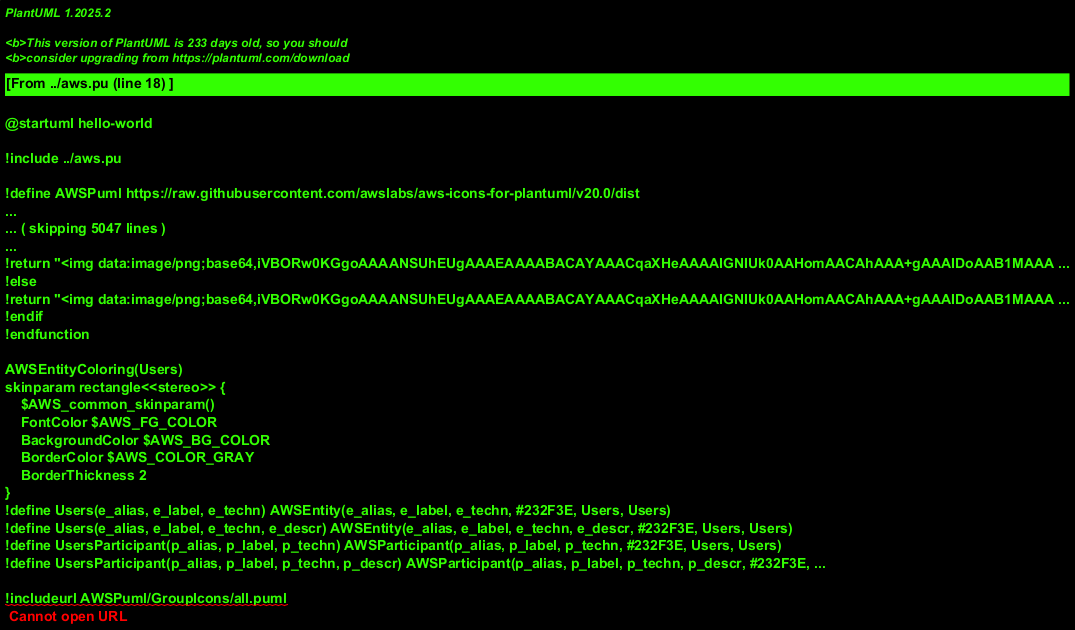 PlantUML 1.2025.2
<b>This version of PlantUML is 233 days old, so you should
<b>consider upgrading from https://plantuml.com/download
[From ../aws.pu (line 18) ]
@startuml hello-world
!include ../aws.pu
!define AWSPuml https://raw.githubusercontent.com/awslabs/aws-icons-for-plantuml/v20.0/dist
...
... ( skipping 5047 lines )
...
!return "<img data:image/png;base64,iVBORw0KGgoAAAANSUhEUgAAAEAAAABACAYAAACqaXHeAAAAIGNIUk0AAHomAACAhAAA+gAAAIDoAAB1MAAA ...
!else
!return "<img data:image/png;base64,iVBORw0KGgoAAAANSUhEUgAAAEAAAABACAYAAACqaXHeAAAAIGNIUk0AAHomAACAhAAA+gAAAIDoAAB1MAAA ...
!endif
!endfunction
AWSEntityColoring(Users)
skinparam rectangle<<stereo>> {
$AWS_common_skinparam()
FontColor $AWS_FG_COLOR
BackgroundColor $AWS_BG_COLOR
BorderColor $AWS_COLOR_GRAY
BorderThickness 2
}
!define Users(e_alias, e_label, e_techn) AWSEntity(e_alias, e_label, e_techn, #232F3E, Users, Users)
!define Users(e_alias, e_label, e_techn, e_descr) AWSEntity(e_alias, e_label, e_techn, e_descr, #232F3E, Users, Users)
!define UsersParticipant(p_alias, p_label, p_techn) AWSParticipant(p_alias, p_label, p_techn, #232F3E, Users, Users)
!define UsersParticipant(p_alias, p_label, p_techn, p_descr) AWSParticipant(p_alias, p_label, p_techn, p_descr, #232F3E, ...
!includeurl AWSPuml/GroupIcons/all.puml
Cannot open URL